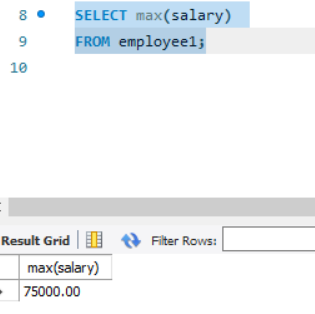 8 SELECT max(salary)
9 FROM employee1;
10
Result Grid Filter Rows:
max(salary)
75000.00